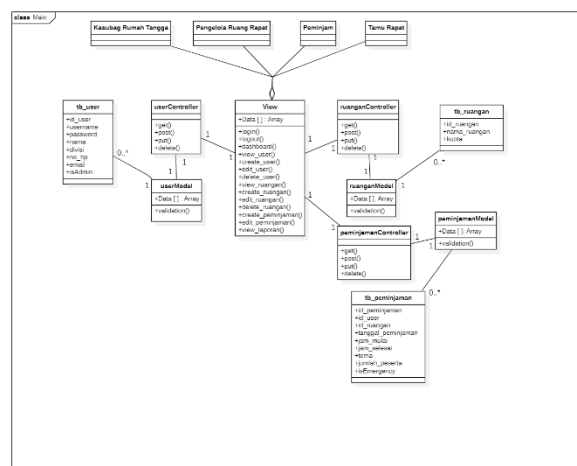 class Main
Kasubag Rumah Tangga
Pengelola Ruang Rapat
Peminjam
Tamu Rapat
tb_user
+id_user
+username
+password
+nama
+divisi
+no_hp
+email
+isAdmin
userController
+get()
+post()
+put()
+delete()
View
+Data [ ] : Array
+login()
+logout()
+dashboard()
+view_user()
+create_user()
+edit_user()
+delete_user()
+view_ruangan()
+create_ruangan()
+edit_ruangan()
+delete_ruangan()
+create_peminjaman()
+edit_peminjaman()
+view_laporan()
ruanganController
+get()
+post()
+put()
+delete()
tb_ruangan
+id_ruangan
+nama_ruangan
+kuota
1
1
1
1
1
1
0..*
1
1
1
0..*
userModel
+Data [ ] : Array
+validation()
ruanganModel
+Data [ ] : Array
+validation()
1
1
peminjamanController
+get()
+post()
+put()
+delete()
peminjamanModel
+Data [ ]: Array
+validation()
1
1
1
0..*
tb_peminjaman
+id_peminjaman
+id_user
+id_ruangan
+tanggal_peminjaman
+jam_mulai
+jam_selesai
+tema
+jumlah_peserta
+isEmergency